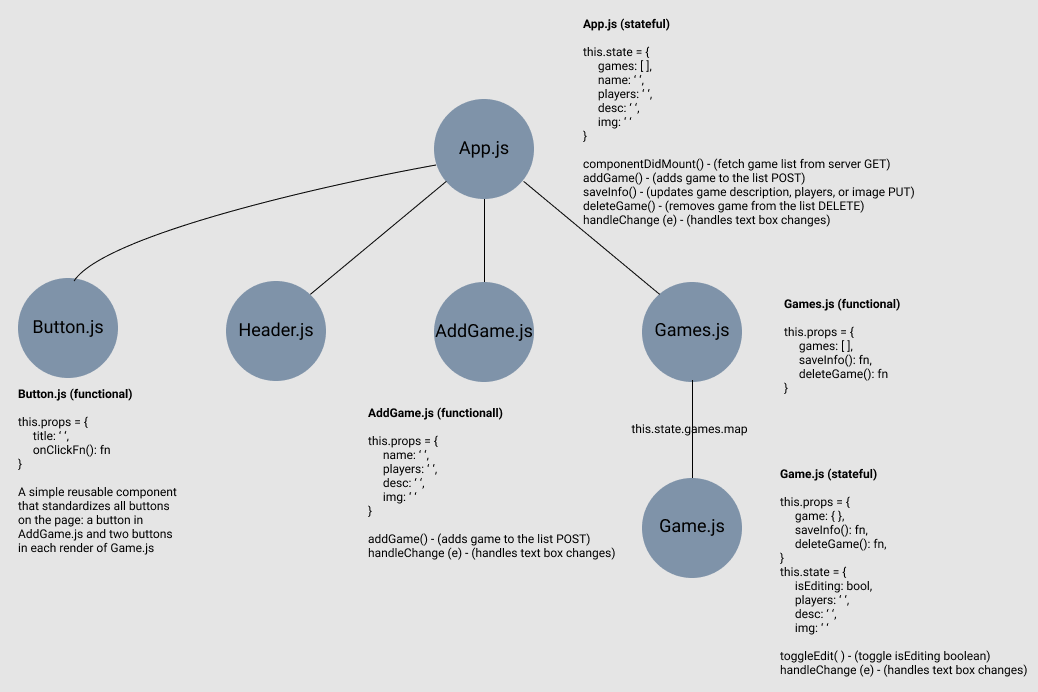 App.js (stateful)
this.state = {
games: [ ],
name: ‘ ‘,
players: ‘ ‘,
desc: ‘ ‘,
img: ‘ ‘
}
componentDidMount() - (fetch game list from server GET)
addGame() - (adds game to the list POST)
saveInfo() - (updates game description, players, or image PUT)
deleteGame() - (removes game from the list DELETE)
handleChange (e) - (handles text box changes)
App.js
Button.js
Header.js
AddGame.js
Games.js
Games.js (functional)
this.props = {
games: [ ],
saveInfo(): fn,
deleteGame(): fn
}
Button.js (functional)
this.props = {
title: ‘ ‘,
onClickFn(): fn
}
A simple reusable component
that standardizes all buttons
on the page: a button in
AddGame.js and two buttons
in each render of Game.js
AddGame.js (functionall)
this.props = {
name: ‘ ‘,
players: ‘ ‘,
desc: ‘ ‘,
img: ‘ ‘
}
addGame() - (adds game to the list POST)
handleChange (e) - (handles text box changes)
this.state.games.map
Game.js
Game.js (stateful)
this.props = {
game: { },
saveInfo(): fn,
deleteGame(): fn,
}
this.state = {
isEditing: bool,
players: ‘ ‘,
desc: ‘ ‘,
img: ‘ ‘
toggleEdit( ) - (toggle isEditing boolean)
handleChange (e) - (handles text box changes)